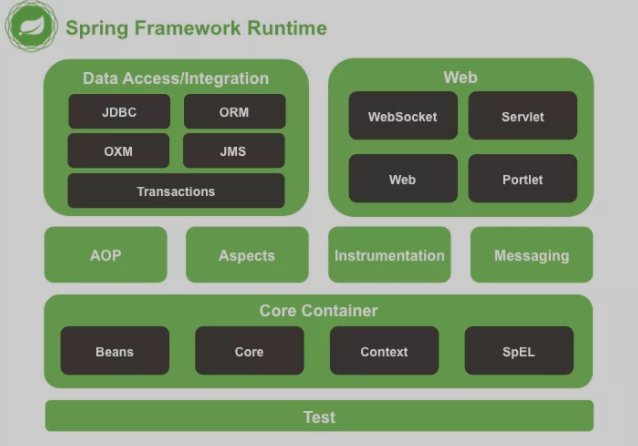 Spring Framework Runtime
Data Access/Integration
JDBC
ORM
OXM
JMS
Transactions
Web
WebSocket
Servlet
Web
Portlet
AOP
Aspects
Instrumentation
Messaging
Core Container
Beans
Core
Context
SpEL
Test